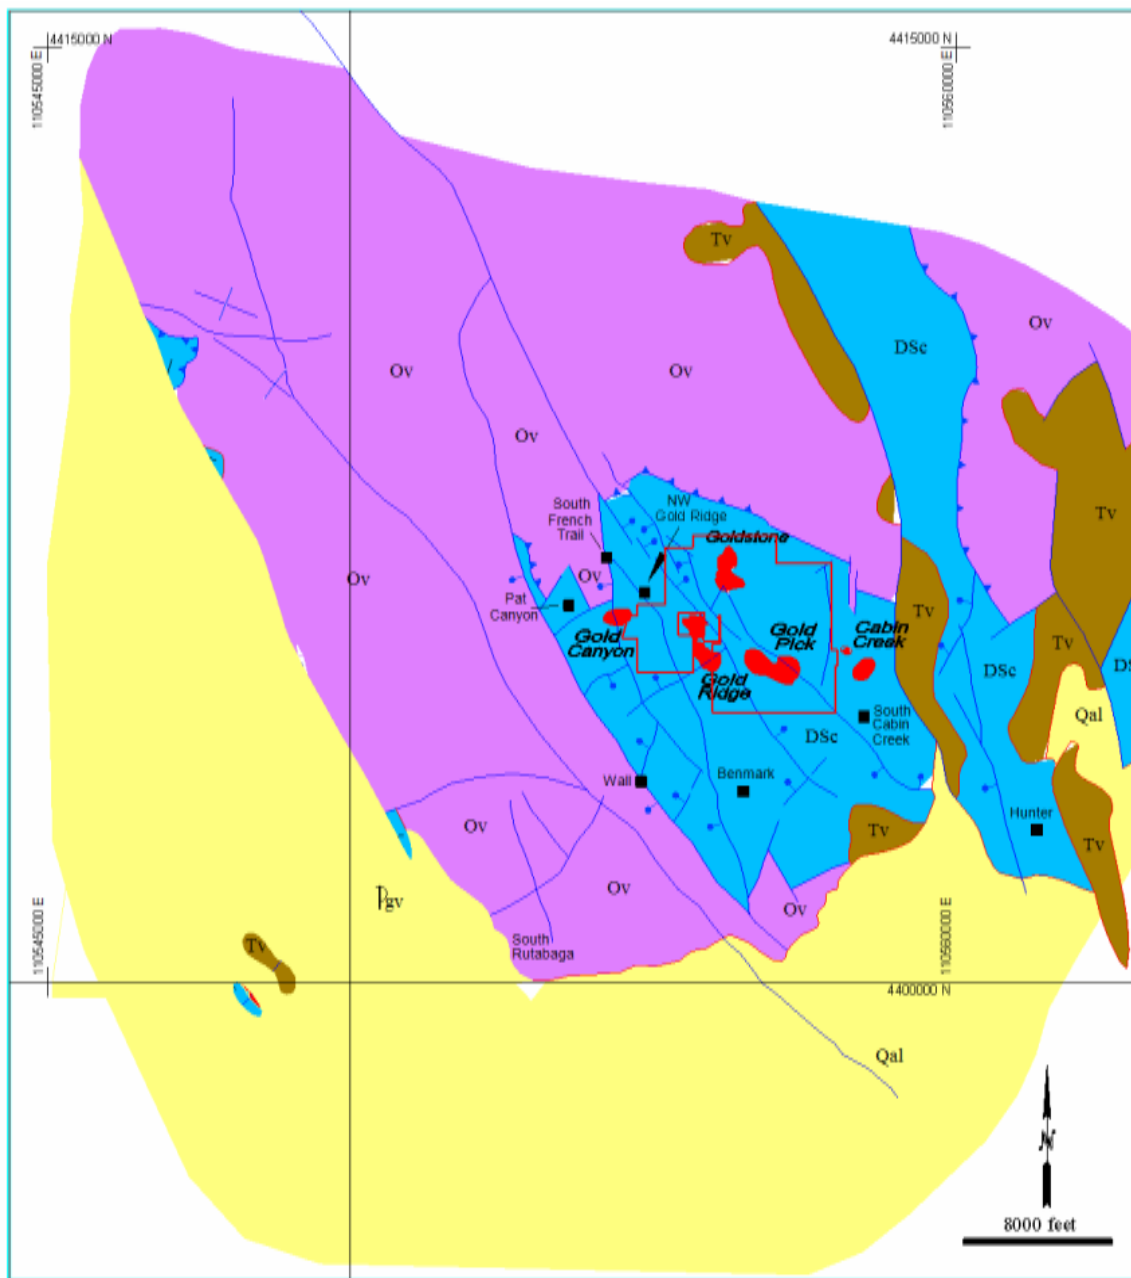 4415000 N
4415000 N
110545000 E
110560000 E
Tv
Ov
DSc
Ov
Ov
Ov
South
French
Trail
NW
Gold Ridge
Tv
Goldstone
Ov
Ov
Pat
Canyon
Gold
Canyon
Gold
Pick
Cabin
Creek
Tv
Tv
DSc
DS
Gold
Ridge
South
Cabin
Creek
Qal
DSc
Wall
Benmark
Hunter
Ov
Tv
Tv
Ov
Pgv
Ov
110545000 E
110560000 E
Tv
South
Rutabaga
4400000 N
Qal
N
8000 feet